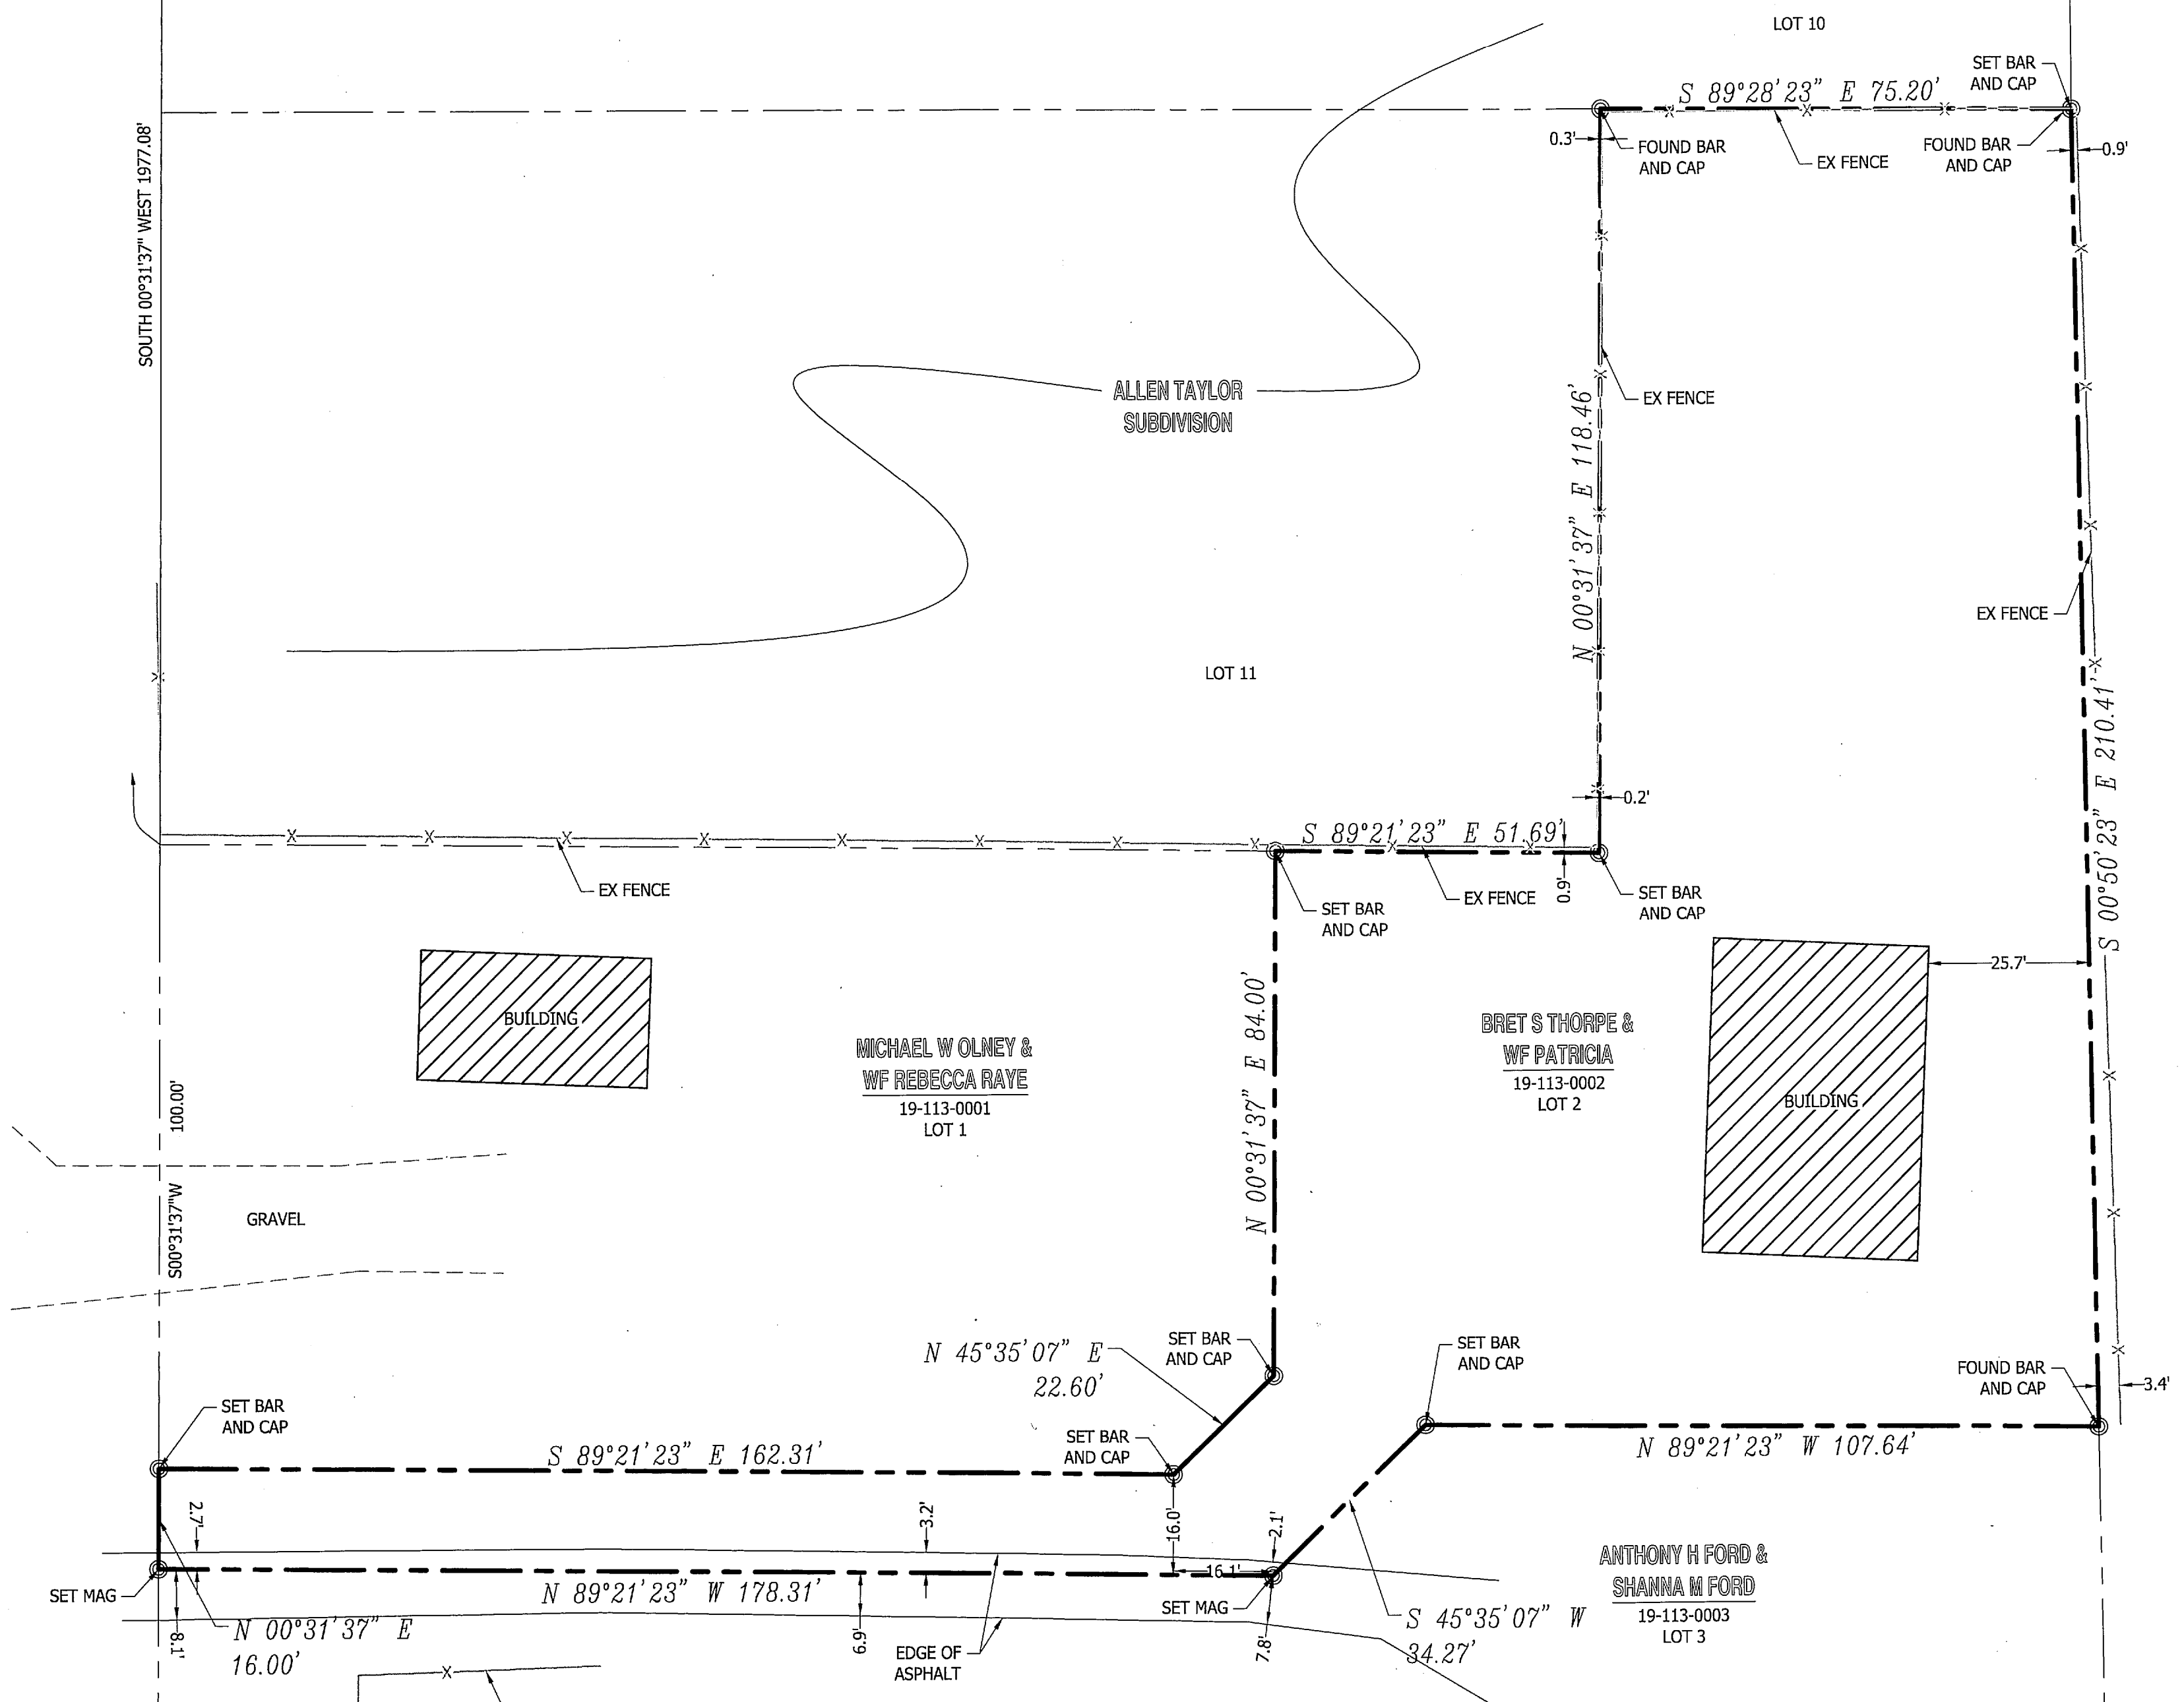 LOT 10
SET BAR
AND CAP
S 89°28'23" E 75.20'
0.3'
FOUND BAR
AND CAP
EX FENCE
FOUND BAR
AND CAP
0.9'
SOUTH 00°31'37" WEST 1977.08'
ALLEN TAYLOR
SUBDIVISION
EX FENCE
N 00°31'37" E 118.46'
EX FENCE
LOT 11
S 00°50'23" E 210.41'
0.2'
S 89°21'23" E 51.69'
EX FENCE
EX FENCE
0.9'
SET BAR
AND CAP
SET BAR
AND CAP
25.7'
BUILDING
MICHAEL W OLNEY &
WF REBECCA RAYE
19-113-0001
LOT 1
N 00°31'37" E 84.00'
BRET S THORPE &
WF PATRICIA
19-113-0002
LOT 2
BUILDING
100.00'
S00°31'37"W
GRAVEL
N 45°35'07" E
22.60'
SET BAR
AND CAP
SET BAR
AND CAP
FOUND BAR
AND CAP
3.4'
SET BAR
AND CAP
SET BAR
AND CAP
S 89°21'23" E 162.31'
N 89°21'23" W 107.64'
2.7'
3.2'
16.0'
2.1'
16.1'
SET MAG
N 89°21'23" W 178.31'
SET MAG
ANTHONY H FORD &
SHANNA M FORD
19-113-0003
LOT 3
N 00°31'37" E
16.00'
8.1'
6.9'
EDGE OF
ASPHALT
7.8'
S 45°35'07" W
34.27'